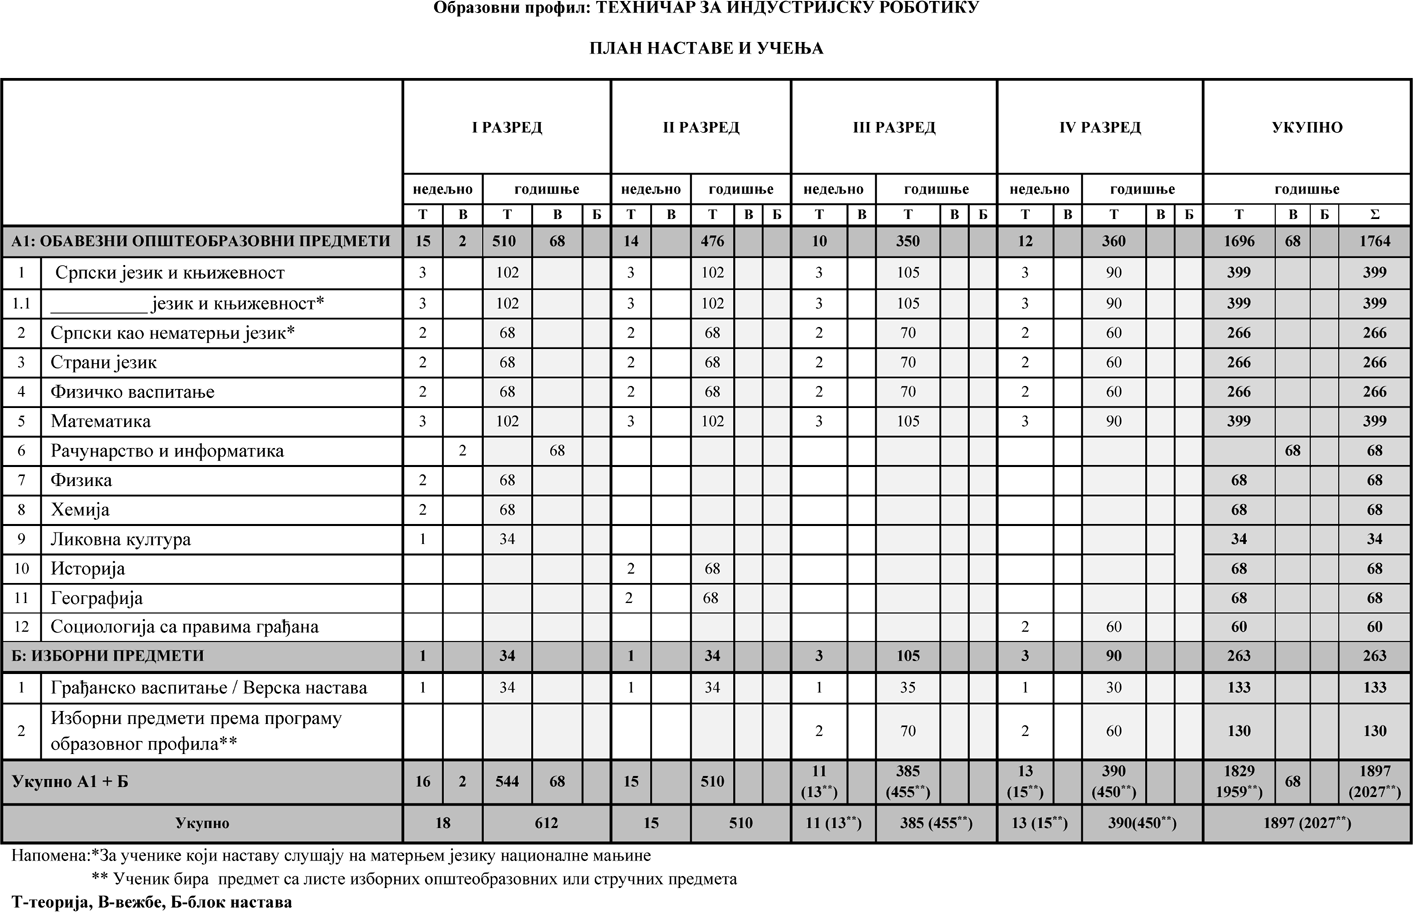 Образовни профил: ТЕХНИЧАР ЗА ИНДУСТРИЈСКУ РОБОТИКУ
ПЛАН НАСТАВЕ И УЧЕЊА
I РАЗРЕД II РАЗРЕД III РАЗРЕД IV РАЗРЕД УКУПНО
недељно годишње недељно годишње недељно годишње недељно годишње годишње
Т В Т В Б Т В Т В Б Т В Т В Б Т В Т В Б Т В Б Σ
А1: ОБАВЕЗНИ ОПШТЕОБРАЗОВНИ ПРЕДМЕТИ 15 2 510 68 14 476 10 350 12 360 1696 68 1764
1 Српски језик и књижевност 3 102 3 102 3 105 3 90 399 399
1.1 ___________ језик и књижевност* 3 102 3 102 3 105 3 90 399 399
2 Српски као нематерњи језик* 2 68 2 68 2 70 2 60 266 266
3 Страни језик 2 68 2 68 2 70 2 60 266 266
4 Физичко васпитање 2 68 2 68 2 70 2 60 266 266
5 Математика 3 102 3 102 3 105 3 90 399 399
6 Рачунарство и информатика 2 68 68 68
7 Физика 2 68 68 68
8 Хемија 2 68 68 68
9 Ликовна култура 1 34 34 34
10 Историја 2 68 68 68
11 Географија 2 68 68 68
12 Социологија са правима грађана 2 60 60 60
Б: ИЗБОРНИ ПРЕДМЕТИ 1 34 1 34 3 105 3 90 263 263
1 Грађанско васпитање / Верска настава 1 34 1 34 1 35 1 30 133 133
2 Изборни предмети према програму
образовног профила** 2 70 2 60 130 130
Укупно А1 + Б 16 2 544 68 15 510 11 385 13 390 1829 68 1897
(13**) (455**) (15**) (450**) 1959**) (2027**)
Укупно 18 612 15 510 11 (13**) 385 (455**) 13 (15**) 390(450**) 1897 (2027**)
Напомена:*За ученике који наставу слушају на матерњем језику националне мањине
** Ученик бира предмет са листе изборних општеобразовних или стручних предмета
Т-теорија, В-вежбе, Б-блок настава